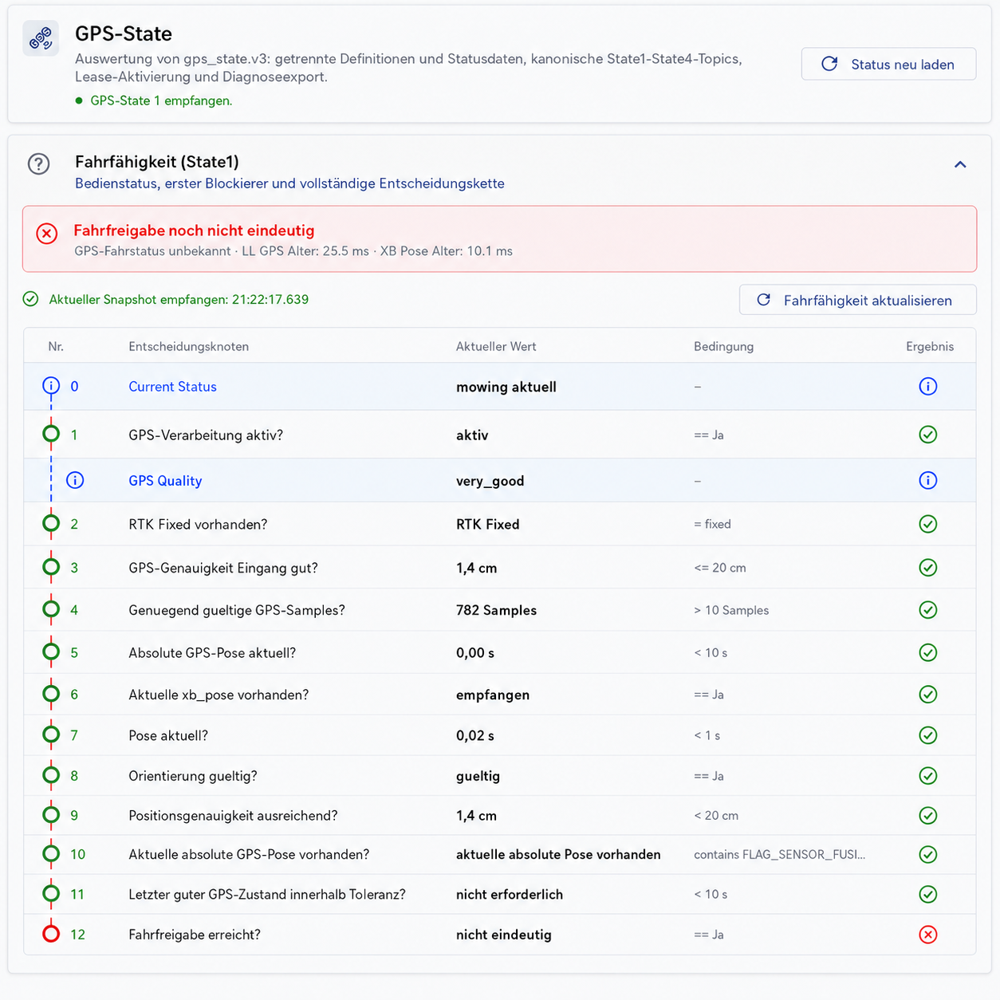 GPS-State
Auswertung von gps_state.v3: getrennte Definitionen und Statusdaten, kanonische State1-State4-Topics,
Lease-Aktivierung und Diagnoseexport.
GPS-State 1 empfangen.
Status neu laden
Fahrfähigkeit (State1)
Bedienstatus, erster Blockierer und vollständige Entscheidungskette
Fahrfreigabe noch nicht eindeutig
GPS-Fahrstatus unbekannt · LL GPS Alter: 25.5 ms · XB Pose Alter: 10.1 ms
Aktueller Snapshot empfangen: 21:22:17.639
Fahrfähigkeit aktualisieren
Nr. Entscheidungsknoten Aktueller Wert Bedingung Ergebnis
0 Current Status mowing aktuell –
1 GPS-Verarbeitung aktiv? aktiv == Ja
GPS Quality very_good –
2 RTK Fixed vorhanden? RTK Fixed = fixed
3 GPS-Genauigkeit Eingang gut? 1,4 cm <= 20 cm
4 Genuegend gueltige GPS-Samples? 782 Samples > 10 Samples
5 Absolute GPS-Pose aktuell? 0,00 s < 10 s
6 Aktuelle xb_pose vorhanden? empfangen == Ja
7 Pose aktuell? 0,02 s < 1 s
8 Orientierung gueltig? gueltig == Ja
9 Positionsgenauigkeit ausreichend? 1,4 cm < 20 cm
10 Aktuelle absolute GPS-Pose vorhanden? aktuelle absolute Pose vorhanden contains FLAG_SENSOR_FUSI...
11 Letzter guter GPS-Zustand innerhalb Toleranz? nicht erforderlich < 10 s
12 Fahrfreigabe erreicht? nicht eindeutig == Ja